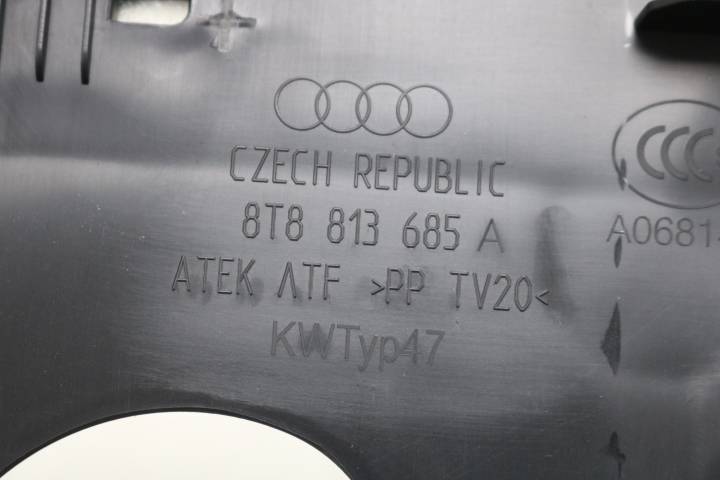 CZECH REPUBLIC
8T8 813 685 A
ATEK ATF >PP TV20<
KWTyp47
CCC
A0681